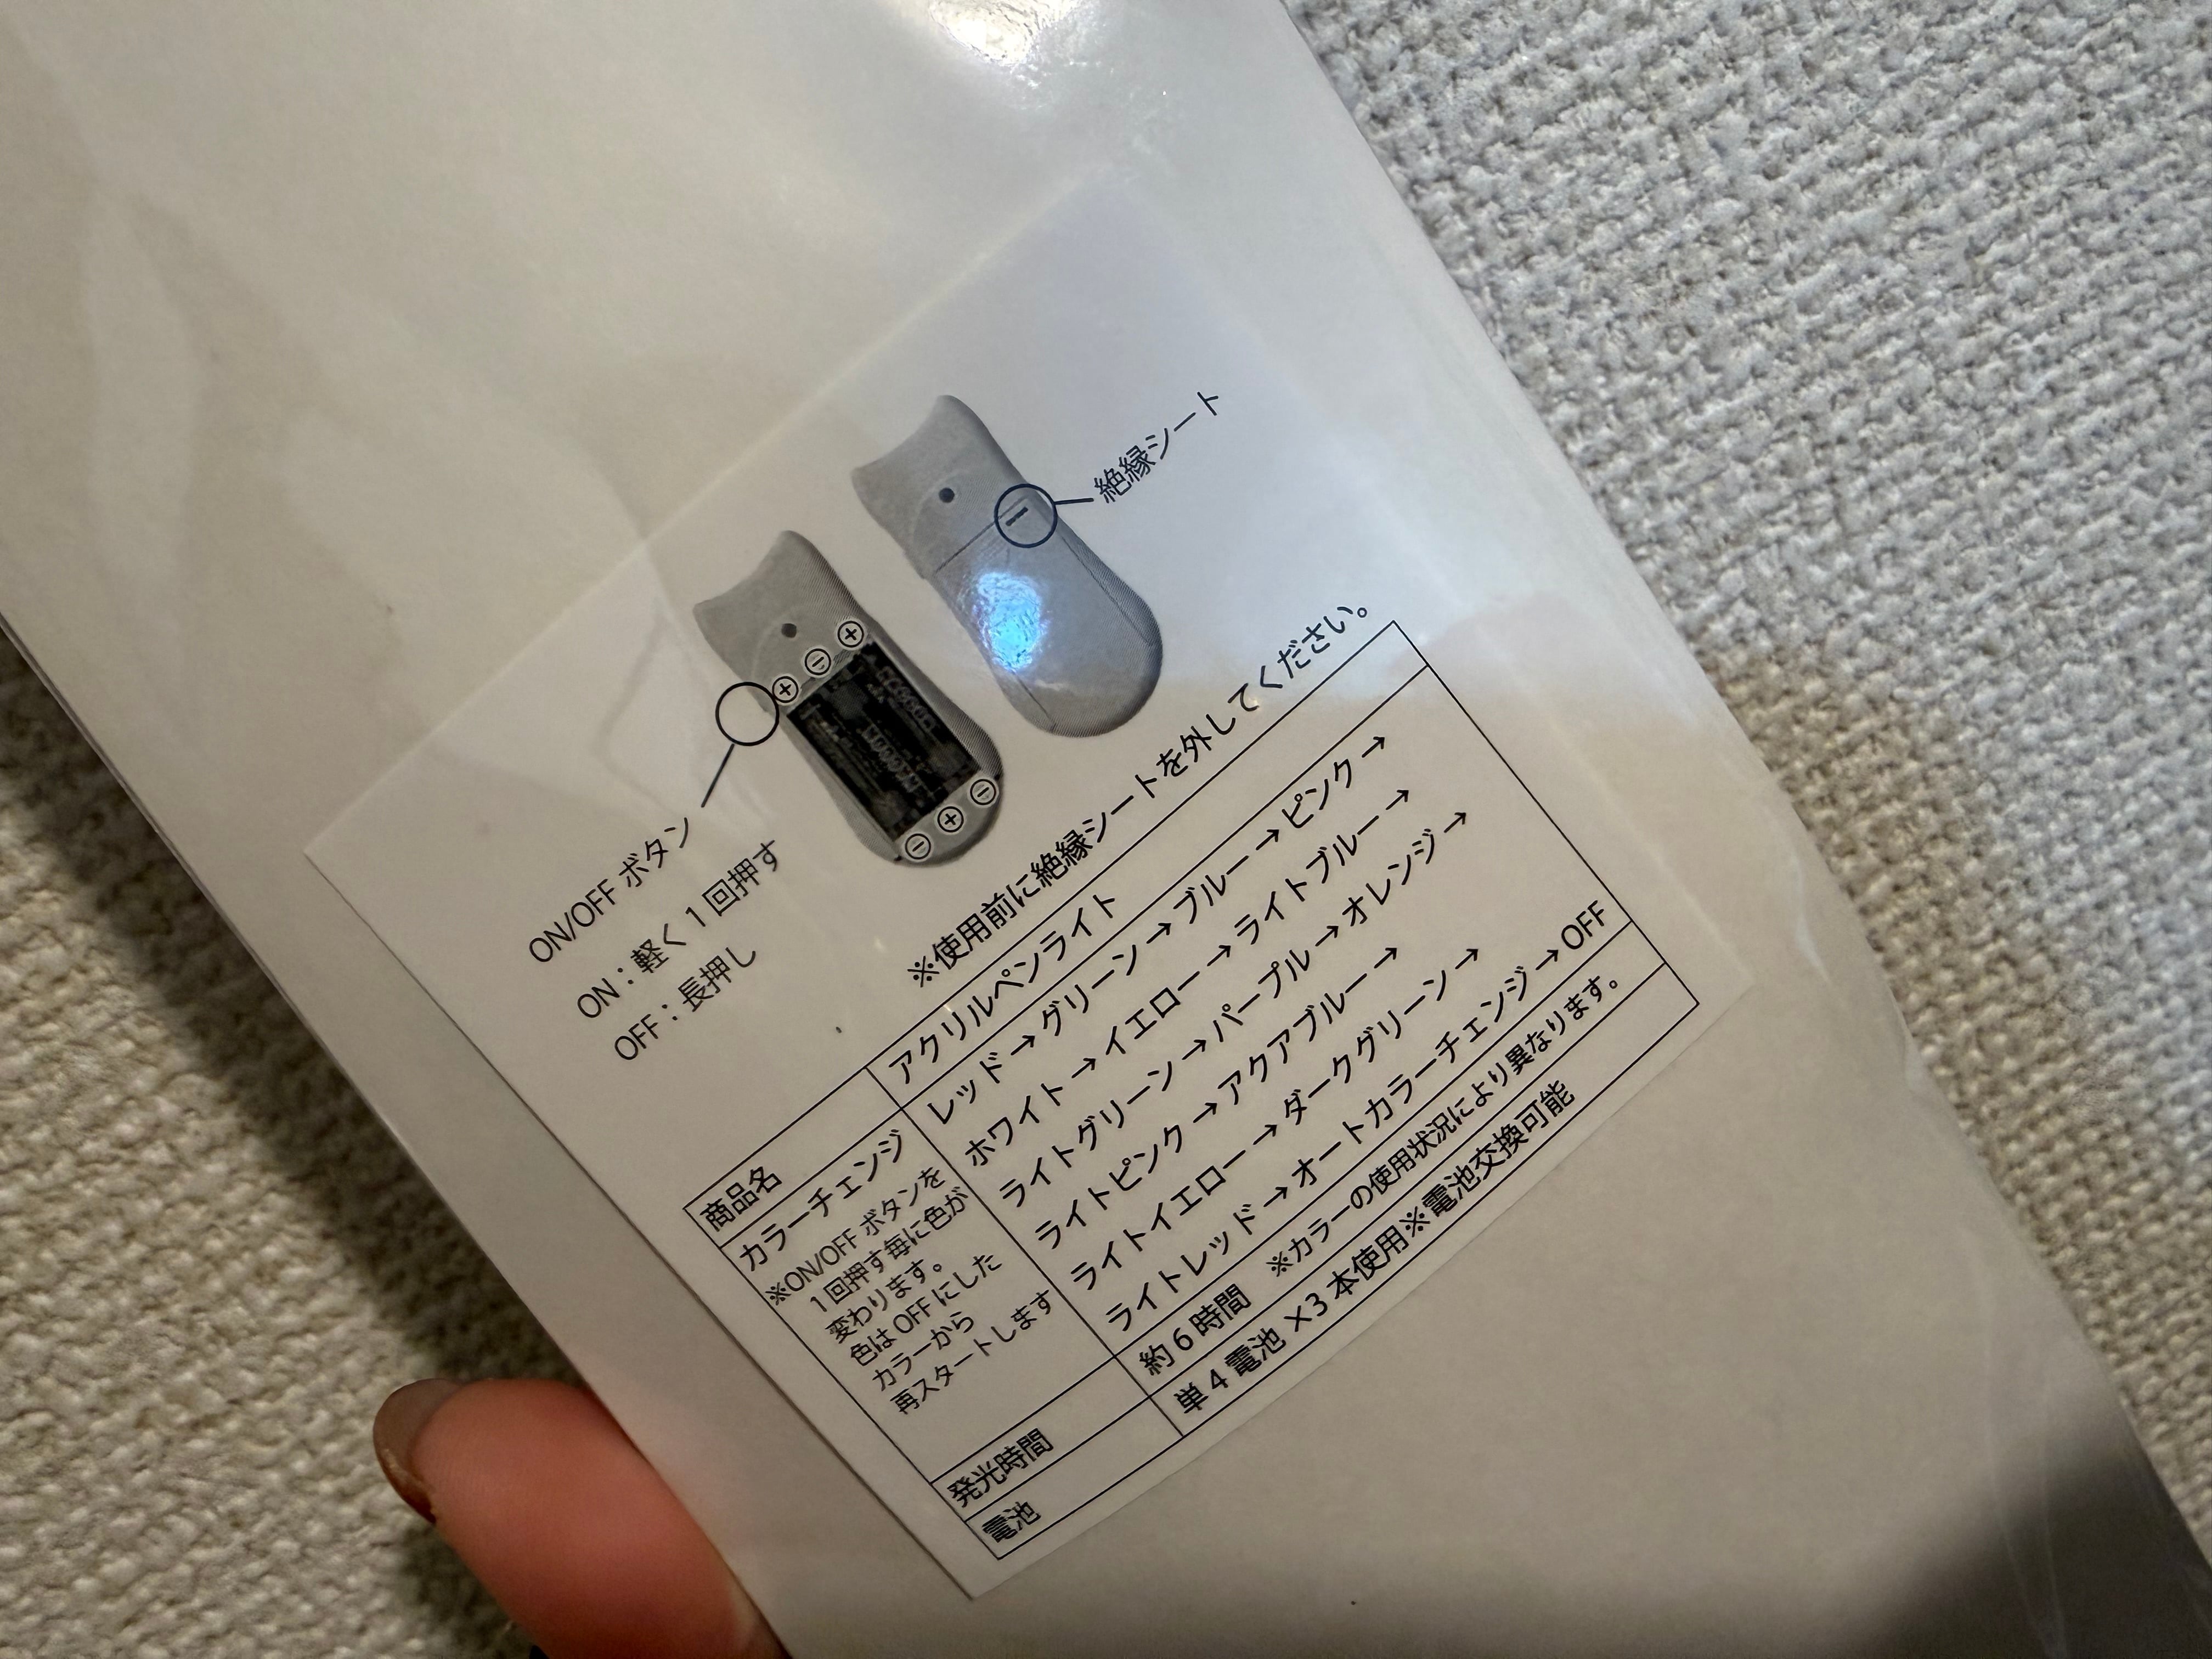 絶縁シート
ON/OFF ボタン
ON：軽く 1 回押す
OFF：長押し
※使用前に絶縁シートを外してください。
商品名
アクリルペンライト
カラーチェンジ
※ON/OFF ボタンを
1 回押す毎に色が
変わります。
色は OFF にした
カラーから
再スタートします
レッド → グリーン → ブルー → ピンク →
ホワイト → イエロー → ライトブルー →
ライトグリーン → パープル → オレンジ →
ライトピンク → アクアブルー →
ライトイエロー → ダークグリーン →
ライトレッド → オートカラーチェンジ → OFF
発光時間
約 6 時間　※カラーの使用状況により異なります。
電池
単 4 電池 ×3 本使用※電池交換可能